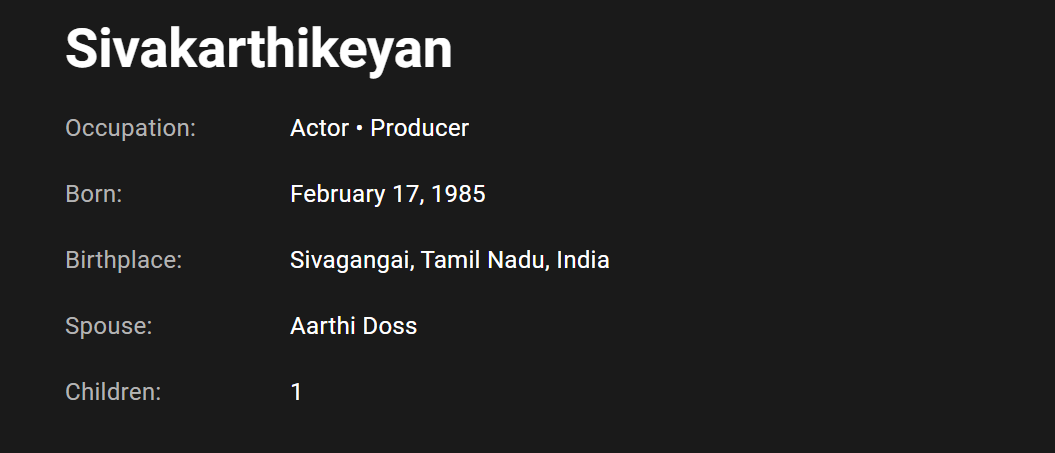 Sivakarthikeyan
Occupation: Actor • Producer
Born: February 17, 1985
Birthplace: Sivagangai, Tamil Nadu, India
Spouse: Aarthi Doss
Children: 1